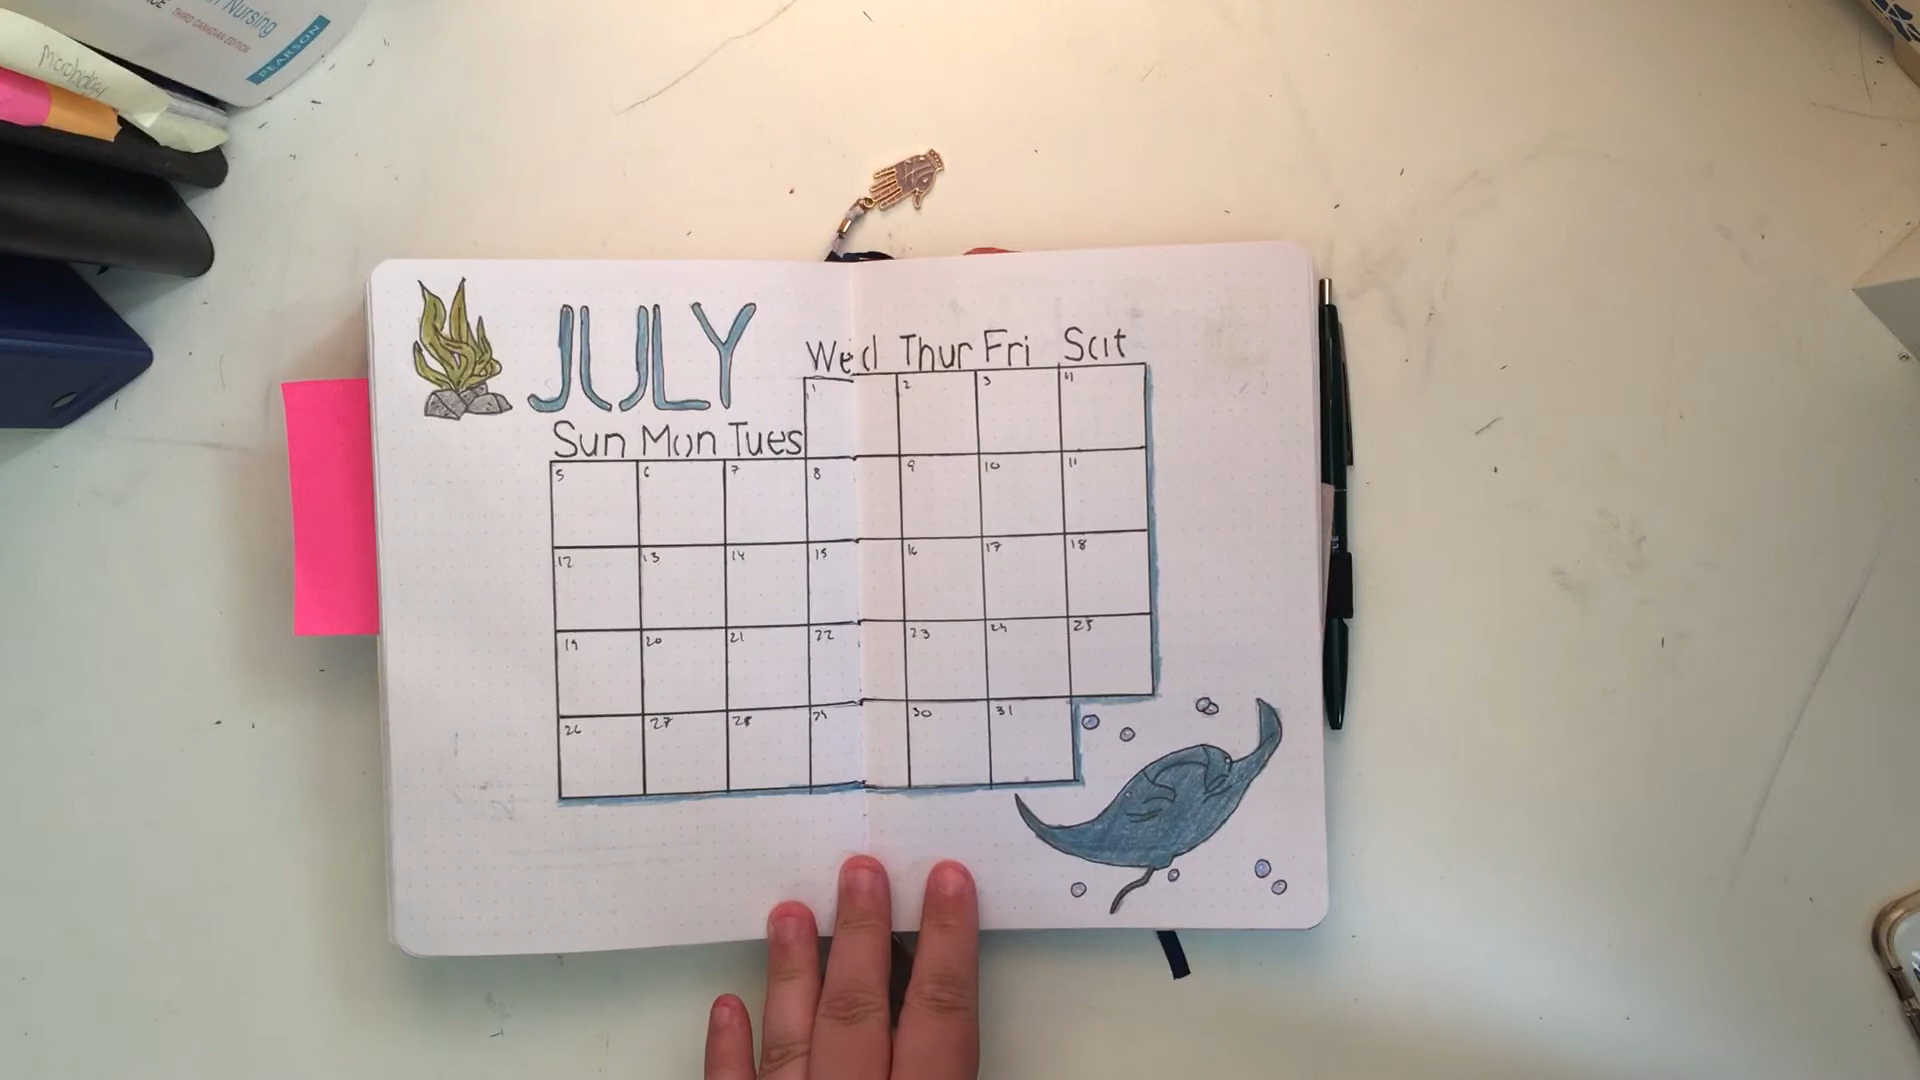 Nursing
THIRD CANADIAN EDITION
PEARSON
Microbiology
JULY
Wed Thur Fri Sat
Sun Mon Tues
1 2 3 4
5 6 7 8 9 10 11
12 13 14 15 16 17 18
19 20 21 22 23 24 25
26 27 28 29 30 31